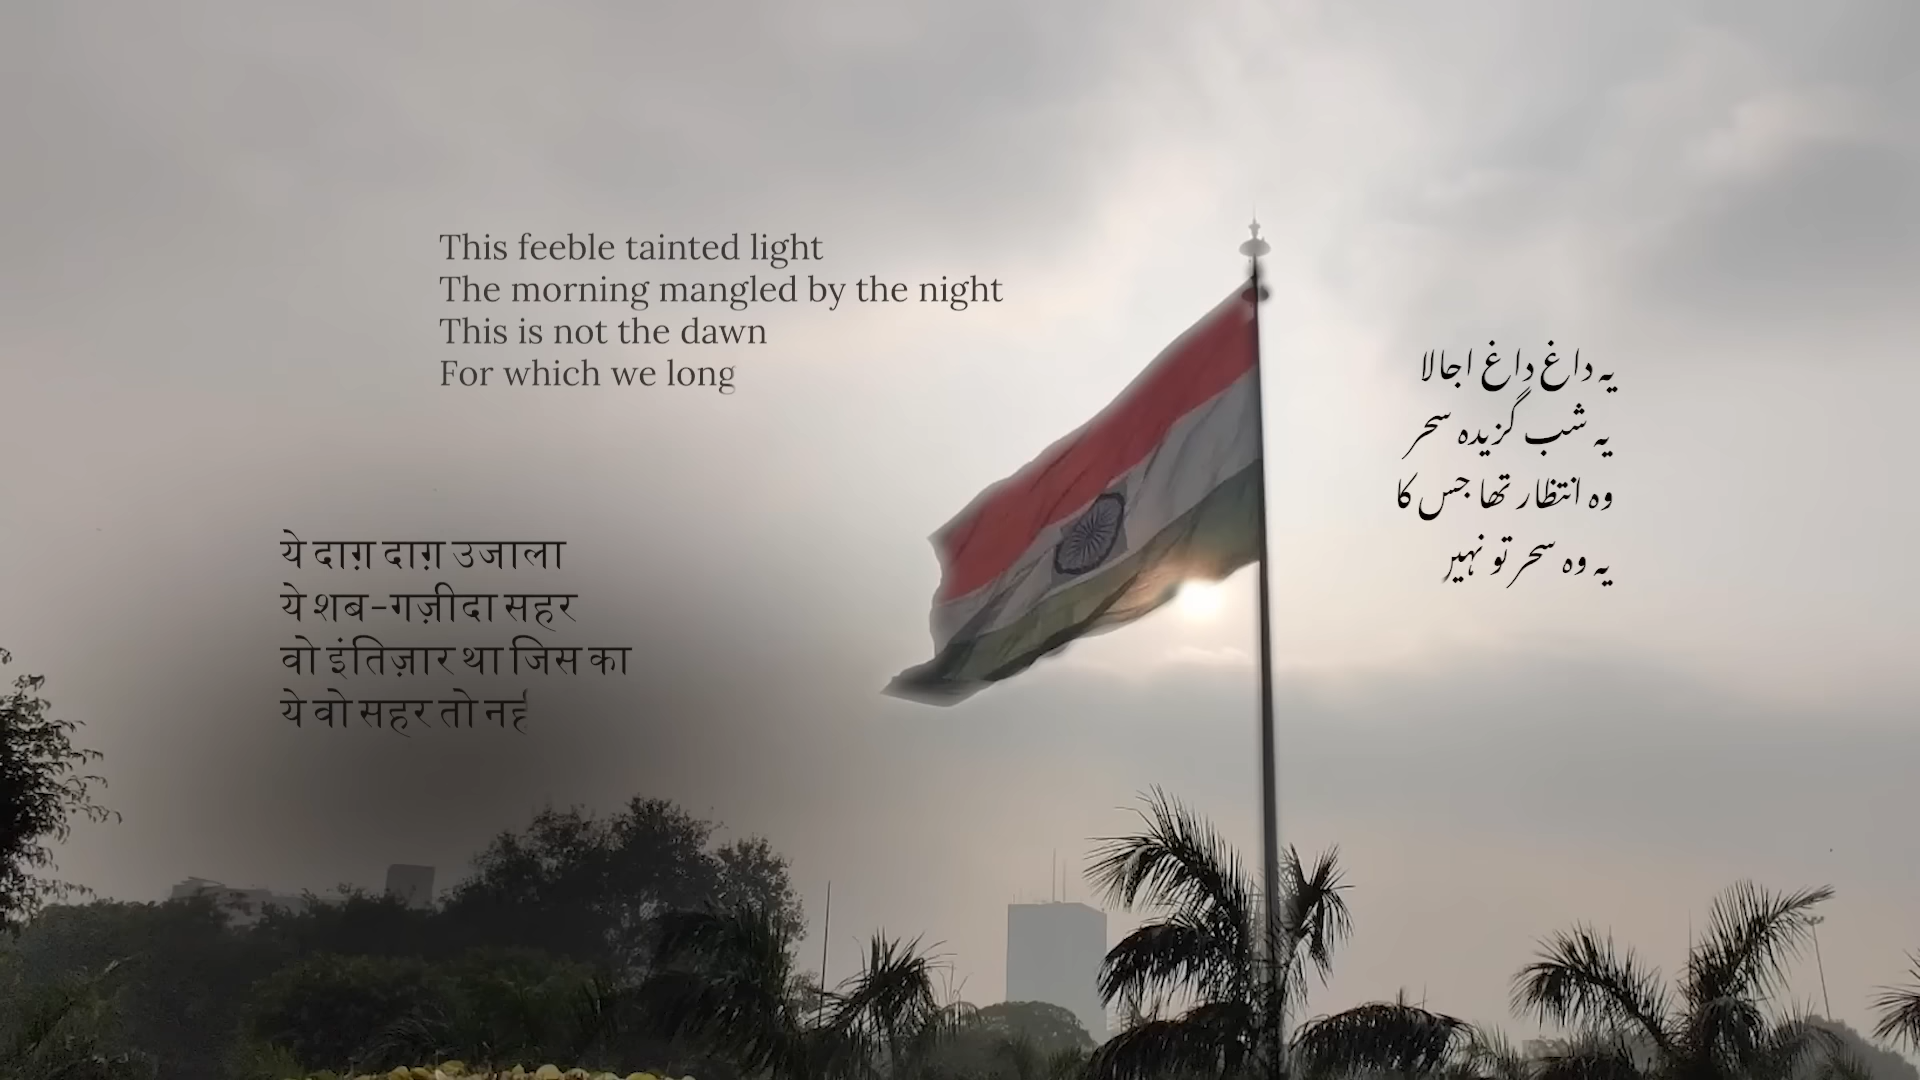 This feeble tainted light
The morning mangled by the night
This is not the dawn
For which we long
یہ داغ داغ اجالا
یہ شب گزیدہ سحر
وہ انتظار تھا جس کا
یہ وہ سحر تو نہیں
ये दाग़ दाग़ उजाला
ये शब-गज़ीदा सहर
वो इंतिज़ार था जिस का
ये वो सहर तो